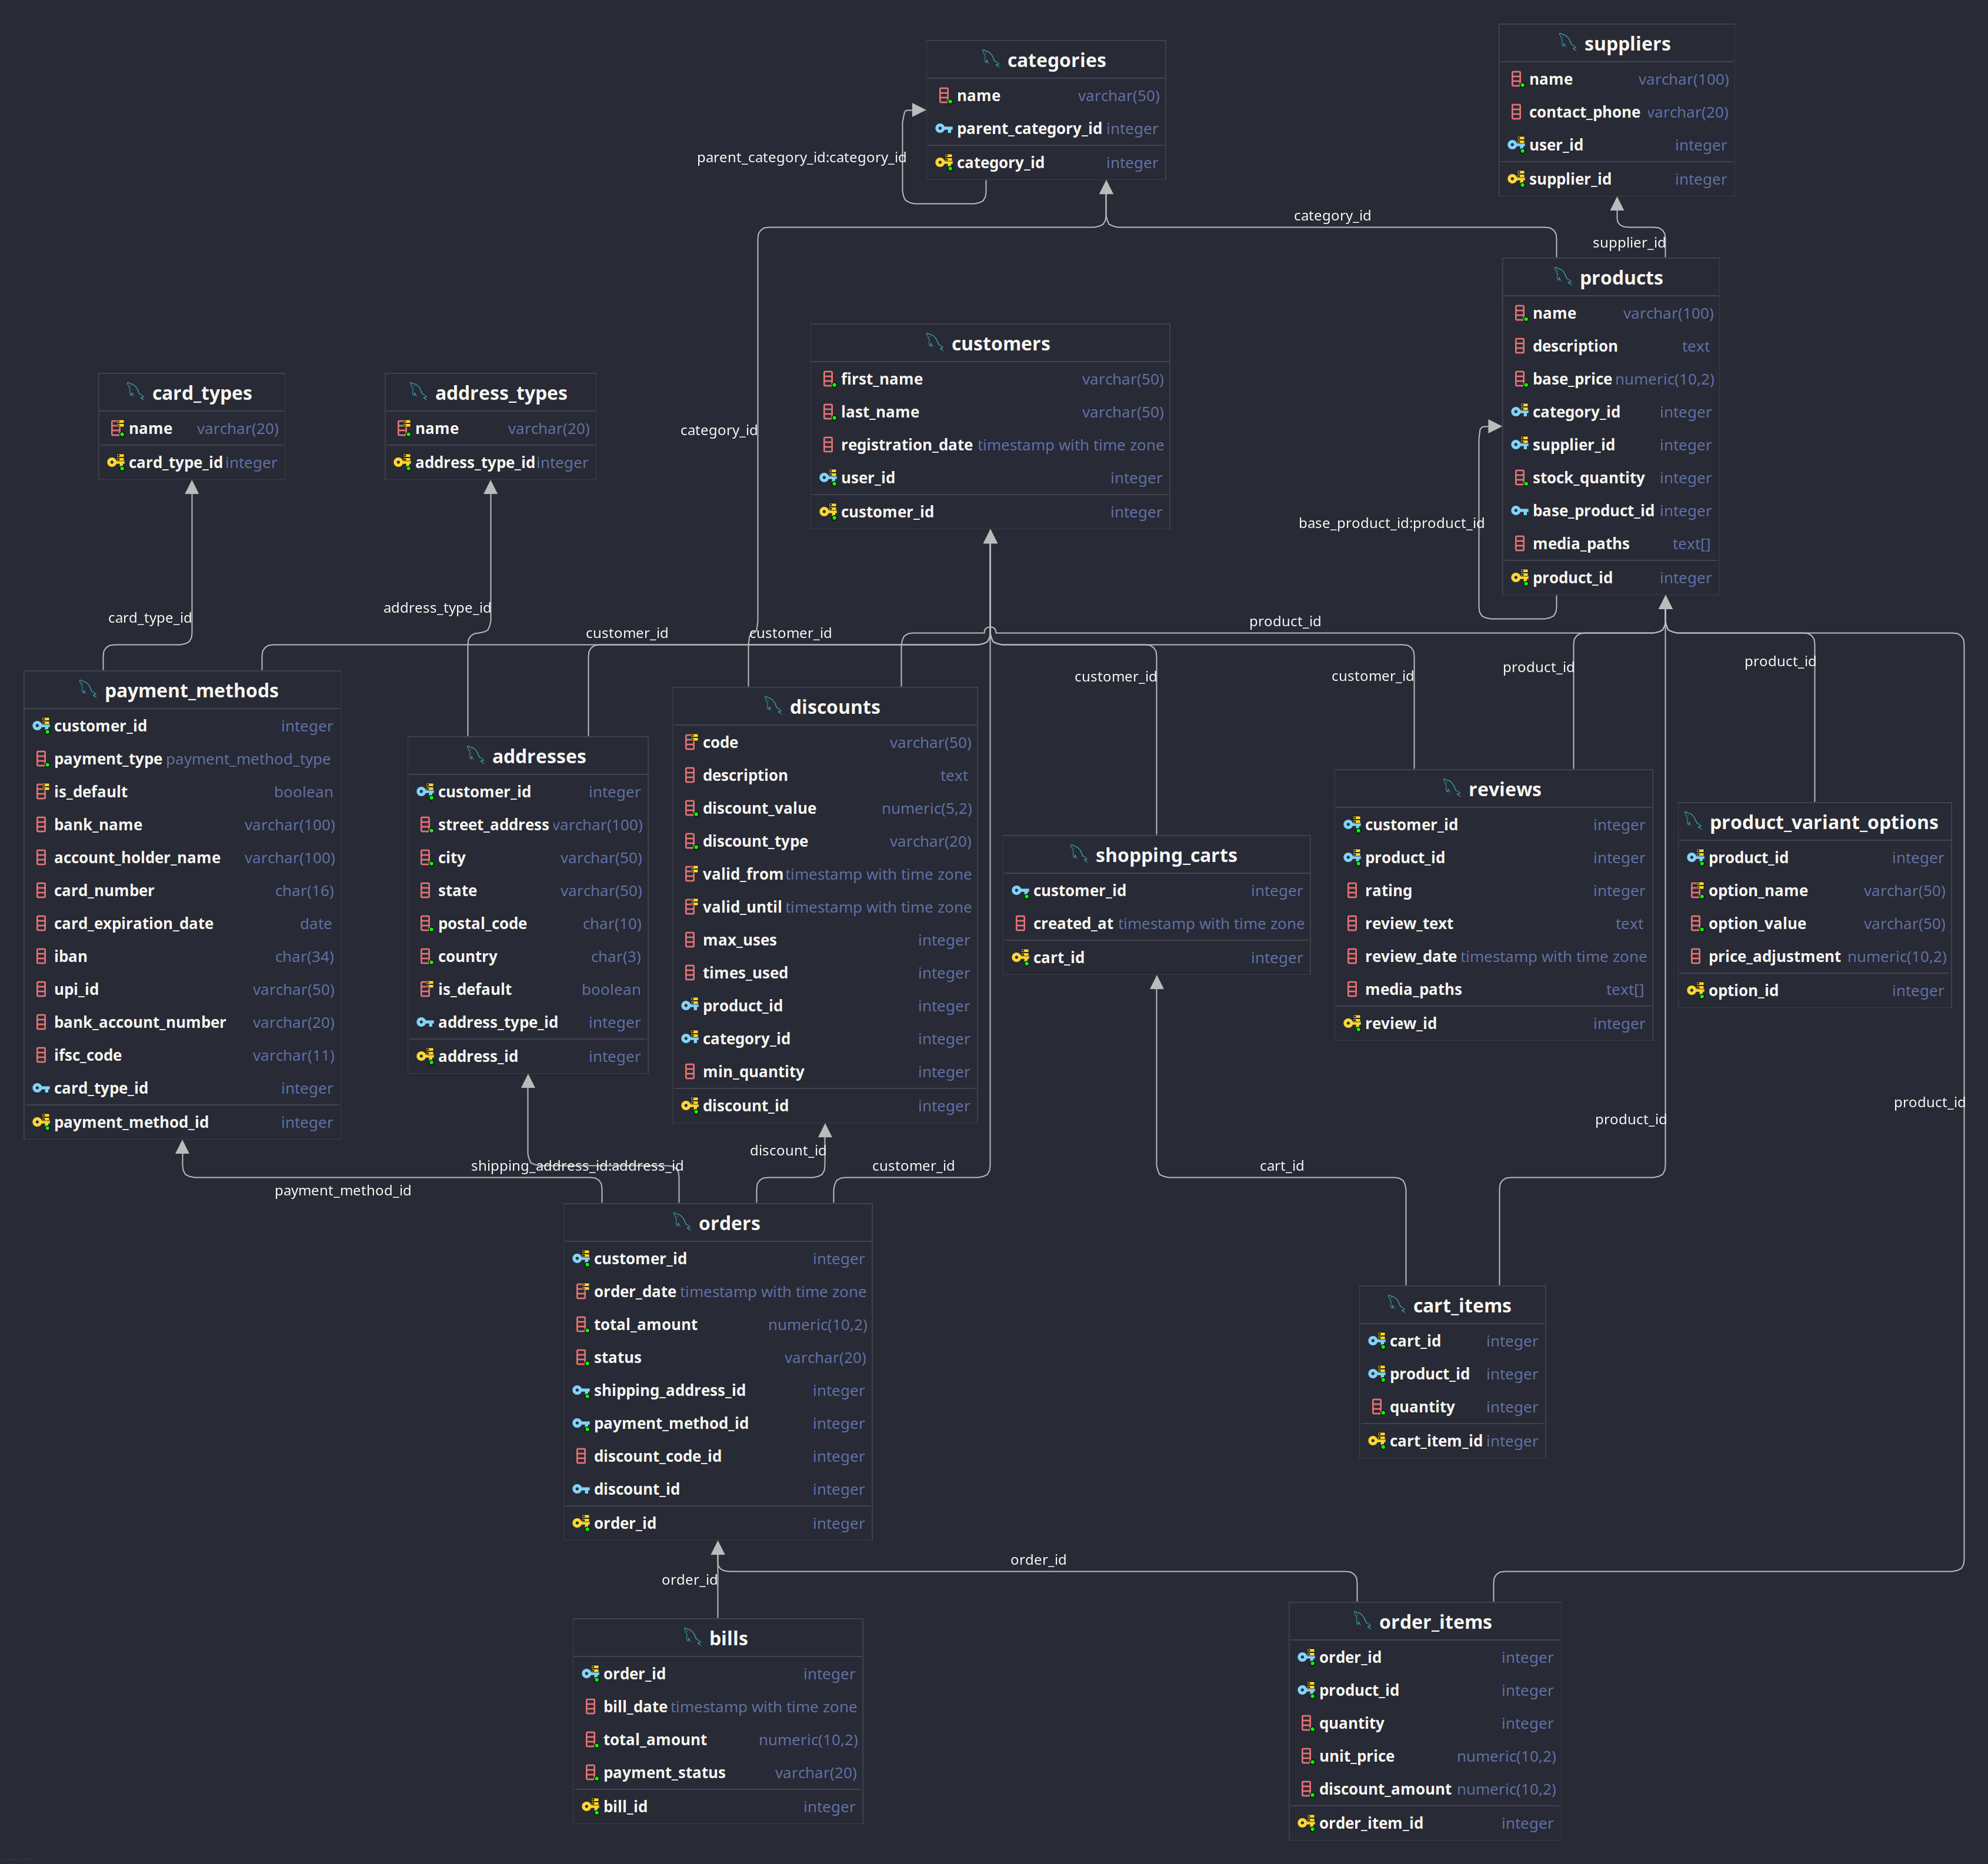 categories
name varchar(50)
parent_category_id integer
category_id integer
parent_category_id:category_id
suppliers
name varchar(100)
contact_phone varchar(20)
user_id integer
supplier_id integer
category_id
supplier_id
products
name varchar(100)
description text
base_price numeric(10,2)
category_id integer
supplier_id integer
stock_quantity integer
base_product_id integer
media_paths text[]
product_id integer
base_product_id:product_id
customers
first_name varchar(50)
last_name varchar(50)
registration_date timestamp with time zone
user_id integer
customer_id integer
category_id
card_types
name varchar(20)
card_type_id integer
address_types
name varchar(20)
address_type_id integer
card_type_id
address_type_id
customer_id
customer_id
product_id
customer_id
customer_id
product_id
product_id
payment_methods
customer_id integer
payment_type payment_method_type
is_default boolean
bank_name varchar(100)
account_holder_name varchar(100)
card_number char(16)
card_expiration_date date
iban char(34)
upi_id varchar(50)
bank_account_number varchar(20)
ifsc_code varchar(11)
card_type_id integer
payment_method_id integer
addresses
customer_id integer
street_address varchar(100)
city varchar(50)
state varchar(50)
postal_code char(10)
country char(3)
is_default boolean
address_type_id integer
address_id integer
discounts
code varchar(50)
description text
discount_value numeric(5,2)
discount_type varchar(20)
valid_from timestamp with time zone
valid_until timestamp with time zone
max_uses integer
times_used integer
product_id integer
category_id integer
min_quantity integer
discount_id integer
shopping_carts
customer_id integer
created_at timestamp with time zone
cart_id integer
reviews
customer_id integer
product_id integer
rating integer
review_text text
review_date timestamp with time zone
media_paths text[]
review_id integer
product_variant_options
product_id integer
option_name varchar(50)
option_value varchar(50)
price_adjustment numeric(10,2)
option_id integer
product_id
product_id
discount_id
shipping_address_id:address_id
customer_id
cart_id
payment_method_id
orders
customer_id integer
order_date timestamp with time zone
total_amount numeric(10,2)
status varchar(20)
shipping_address_id integer
payment_method_id integer
discount_code_id integer
discount_id integer
order_id integer
cart_items
cart_id integer
product_id integer
quantity integer
cart_item_id integer
order_id
order_id
bills
order_id integer
bill_date timestamp with time zone
total_amount numeric(10,2)
payment_status varchar(20)
bill_id integer
order_items
order_id integer
product_id integer
quantity integer
unit_price numeric(10,2)
discount_amount numeric(10,2)
order_item_id integer